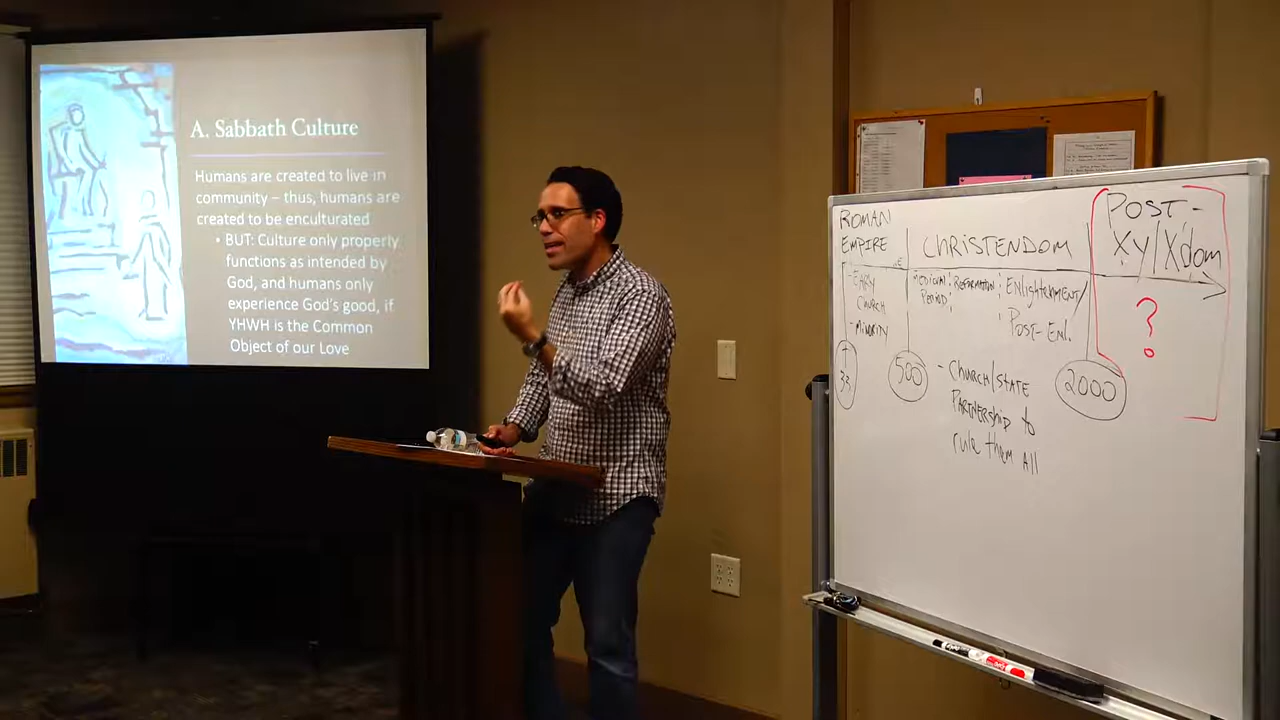 A. Sabbath Culture
Humans are created to live in
community – thus, humans are
created to be enculturated
• BUT: Culture only property
functions as intended by
God, and humans only
experience God's good, if
YHWH is the Common
Object of our Love
ROMAN
EMPIRE
CHRISTENDOM
POST-
Xy/Xdom
- EARLY
CHURCH
- MINORITY
MEDIEVAL
PERIOD
REFORMATION
ENLIGHTENMENT/
POST-ENL.
?
33
500
2000
- CHURCH/STATE
PARTNERSHIP to
rule them All